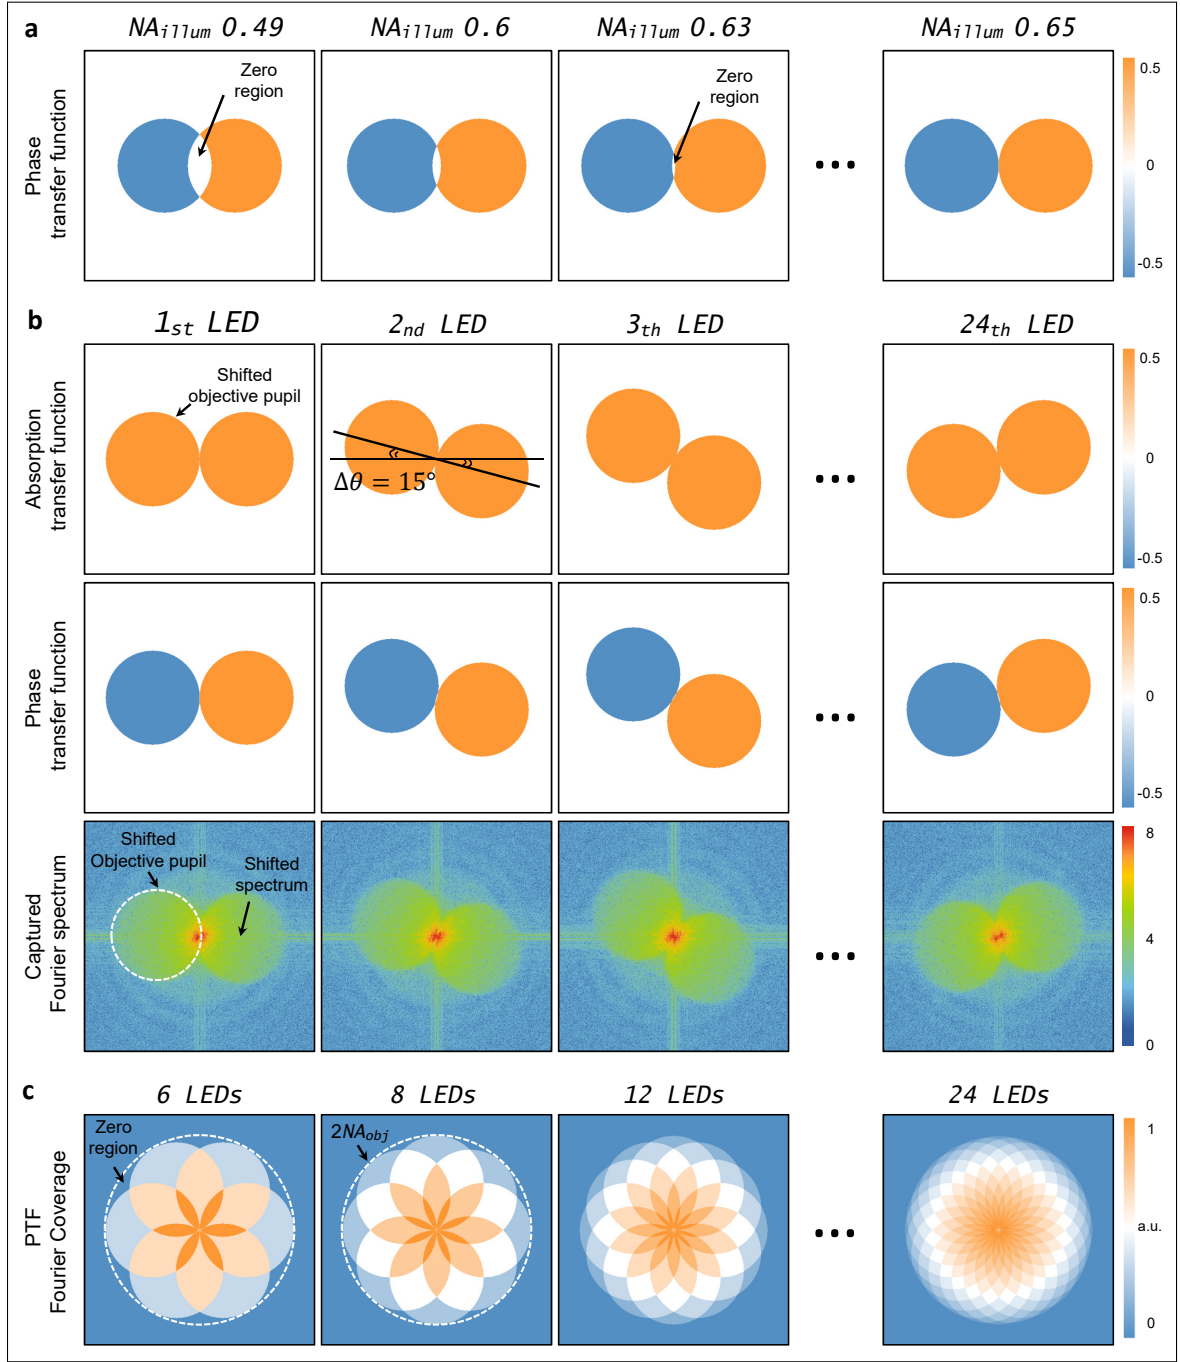 a
NAillum 0.49
NAillum 0.6
NAillum 0.63
NAillum 0.65
Phase
transfer function
Zero
region
Zero
region
...
0.5
0
-0.5
b
1st LED
2nd LED
3th LED
24th LED
Absorption
transfer function
Shifted
objective pupil
Δθ = 15°
...
0.5
0
-0.5
Phase
transfer function
...
0.5
0
-0.5
Captured
Fourier spectrum
Shifted
Objective pupil
Shifted
spectrum
...
8
4
0
c
6 LEDs
8 LEDs
12 LEDs
24 LEDs
PTF
Fourier Coverage
Zero
region
2NAobj
...
1
a.u.
0